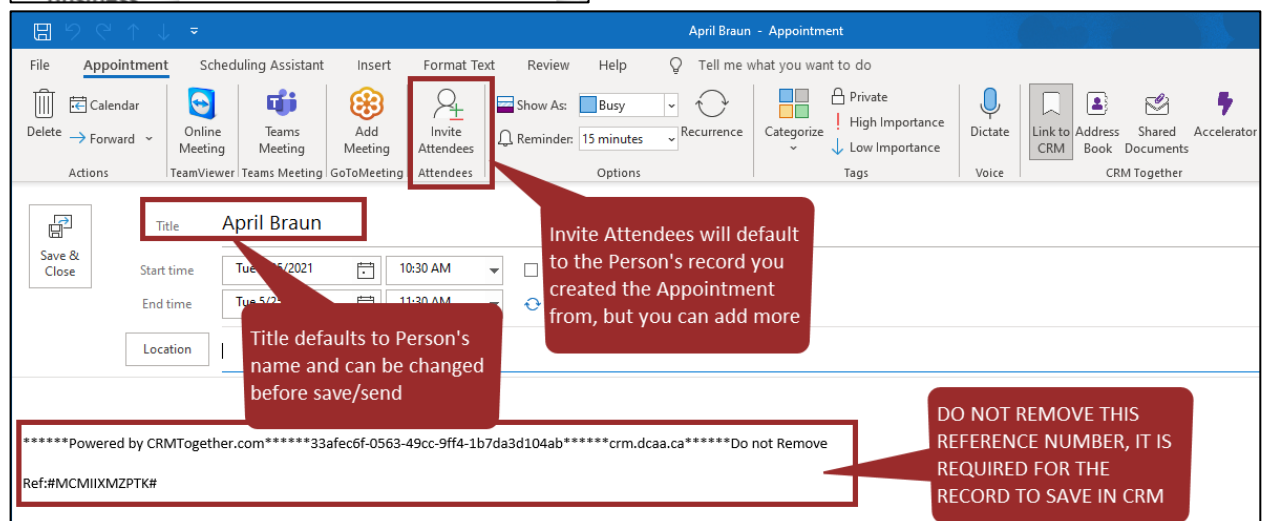 April Braun - Appointment
File Appointment Scheduling Assistant Insert Format Text Review Help Tell me what you want to do
Delete
Calendar
Forward
Actions
Online
Meeting
TeamViewer
Teams
Meeting
Teams Meeting
Add
Meeting
GoToMeeting
Invite
Attendees
Attendees
Show As: Busy
Reminder: 15 minutes
Recurrence
Options
Categorize
Private
High Importance
Low Importance
Tags
Dictate
Voice
Link to
CRM
Address
Book
Shared
Documents
Accelerator
CRM Together
Save &
Close
Title April Braun
Start time Tue /2021 10:30 AM
End time Tue 5/2 11:30 AM
Location
Invite Attendees will default
to the Person's record you
created the Appointment
from, but you can add more
Title defaults to Person's
name and can be changed
before save/send
******Powered by CRMTogether.com******33afec6f-0563-49cc-9ff4-1b7da3d104ab******crm.dcaa.ca******Do not Remove
Ref:#MCMIIXMZPTK#
DO NOT REMOVE THIS
REFERENCE NUMBER, IT IS
REQUIRED FOR THE
RECORD TO SAVE IN CRM